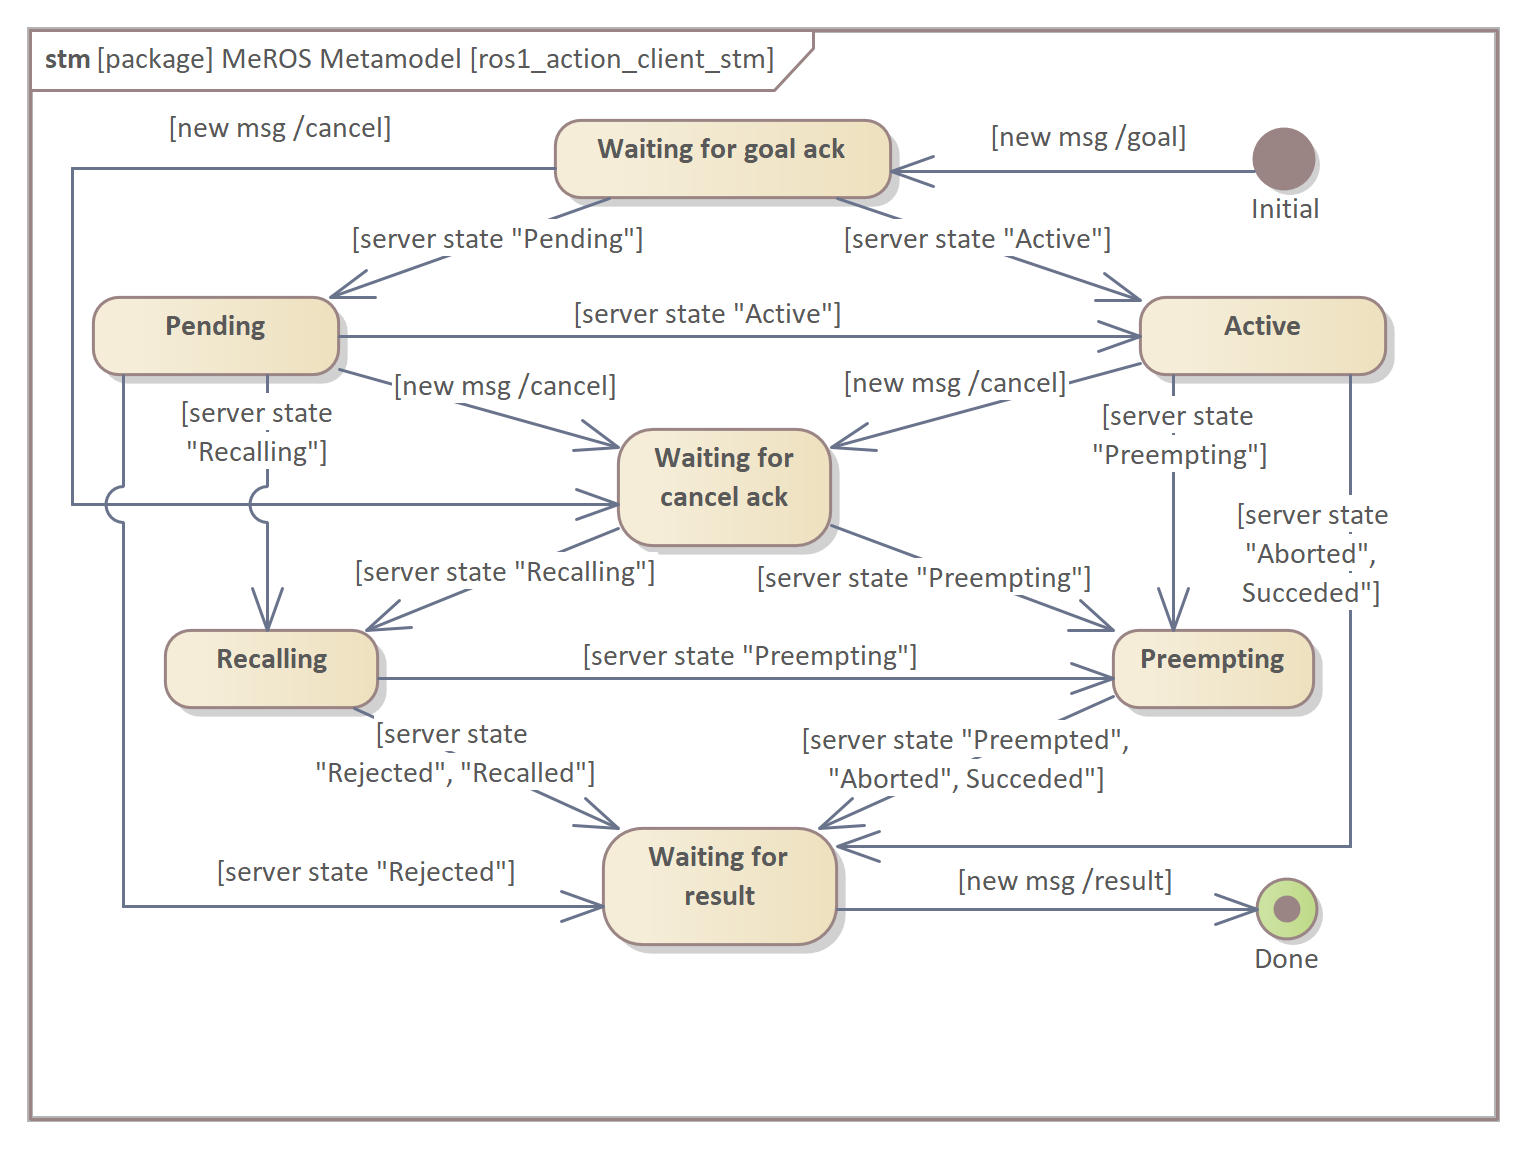 stm [package] MeROS Metamodel [ros1_action_client_stm]
[new msg /cancel]
Waiting for goal ack
[new msg /goal]
Initial
[server state "Pending"]
[server state "Active"]
Pending
[server state "Active"]
Active
[new msg /cancel]
[new msg /cancel]
[server state
"Recalling"]
[server state
"Preempting"]
Waiting for
cancel ack
[server state
"Aborted",
Succeded"]
[server state "Recalling"]
[server state "Preempting"]
Recalling
[server state "Preempting"]
Preempting
[server state
"Rejected", "Recalled"]
[server state "Preempted",
"Aborted", Succeded"]
[server state "Rejected"]
Waiting for
result
[new msg /result]
Done